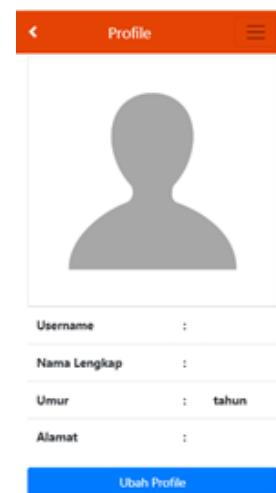 Profile
Username :
Nama Lengkap :
Umur : tahun
Alamat :
Ubah Profile